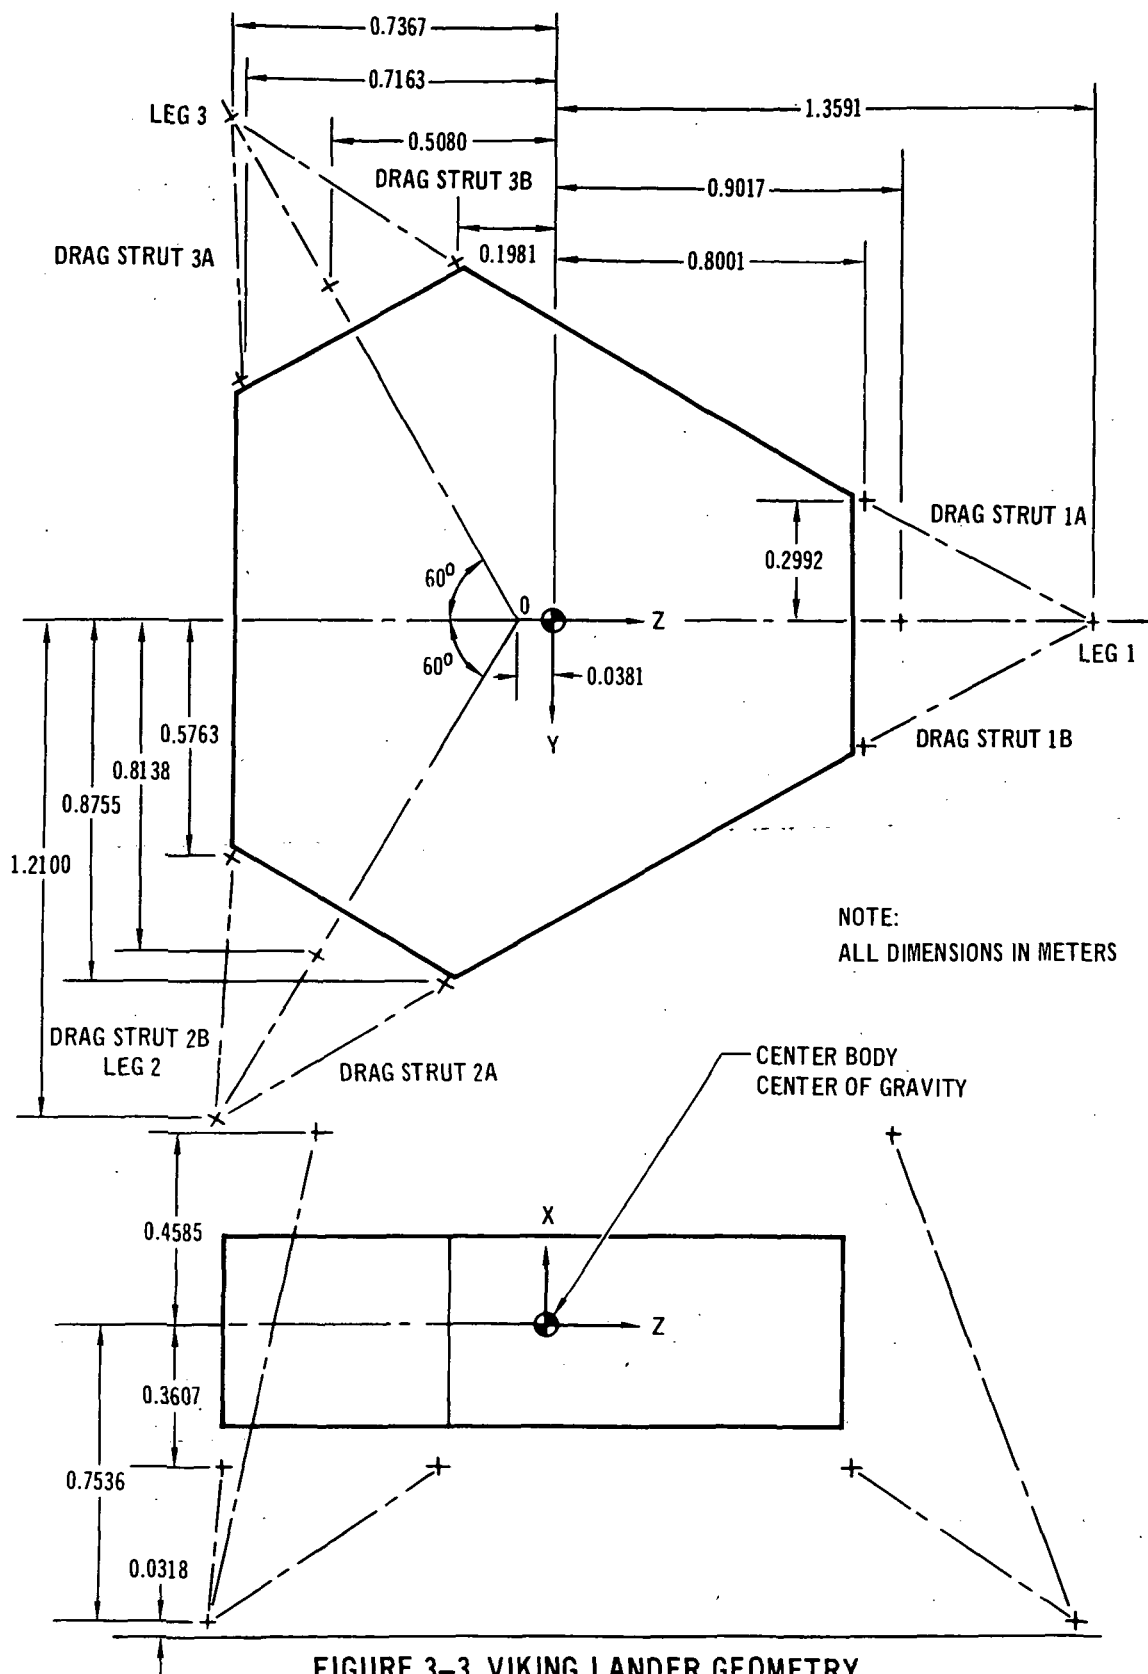 0.7367
0.7163
LEG 3
1.3591
0.5080
DRAG STRUT 3B
0.9017
DRAG STRUT 3A
0.1981
0.8001
DRAG STRUT 1A
0.2992
60⁰
0
Z
60⁰
0.0381
LEG 1
Y
0.5763
DRAG STRUT 1B
0.8138
0.8755
1.2100
NOTE:
ALL DIMENSIONS IN METERS
DRAG STRUT 2B
LEG 2
DRAG STRUT 2A
CENTER BODY
CENTER OF GRAVITY
0.4585
X
Z
0.3607
0.7536
0.0318
FIGURE 3-3 VIKING LANDER GEOMETRY